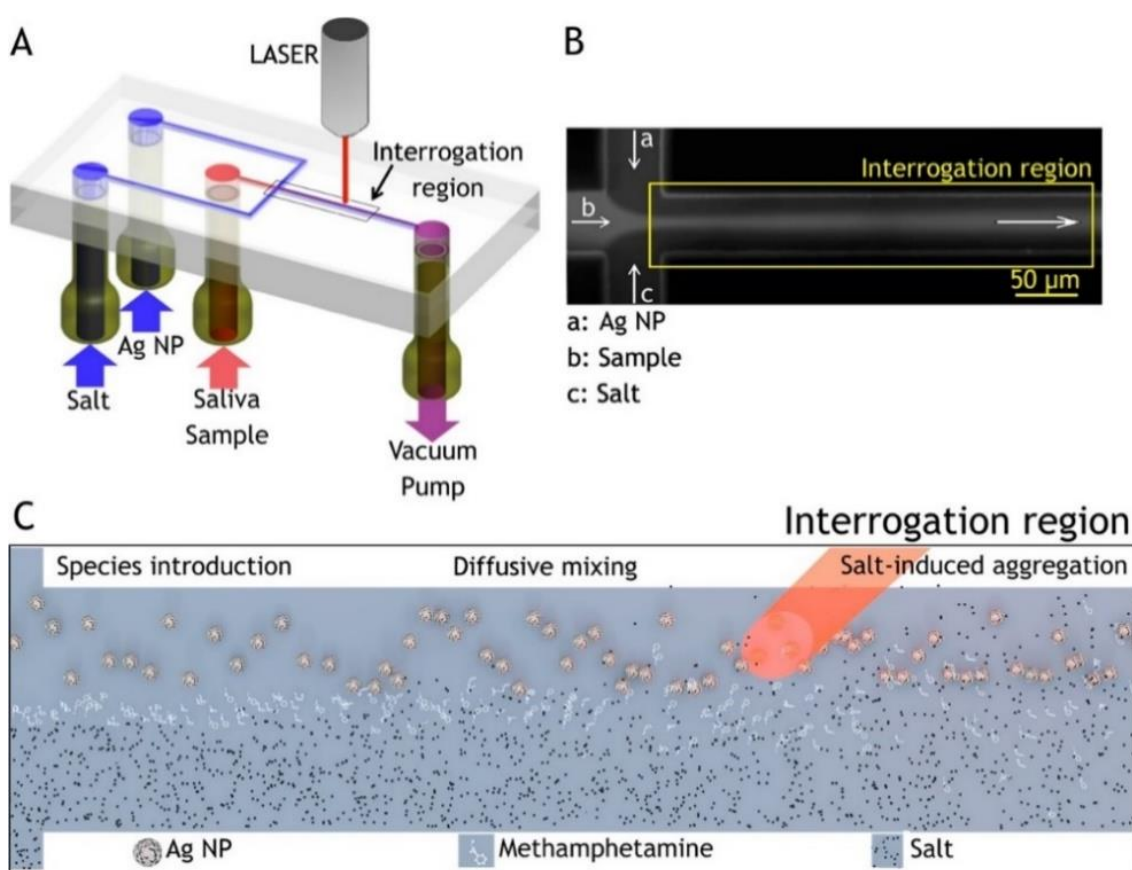 A
LASER
Interrogation
region
Ag NP
Salt
Saliva
Sample
Vacuum
Pump
B
a
Interrogation region
b
50 µm
c
a: Ag NP
b: Sample
c: Salt
C
Interrogation region
Species introduction
Diffusive mixing
Salt-induced aggregation
Ag NP
Methamphetamine
Salt